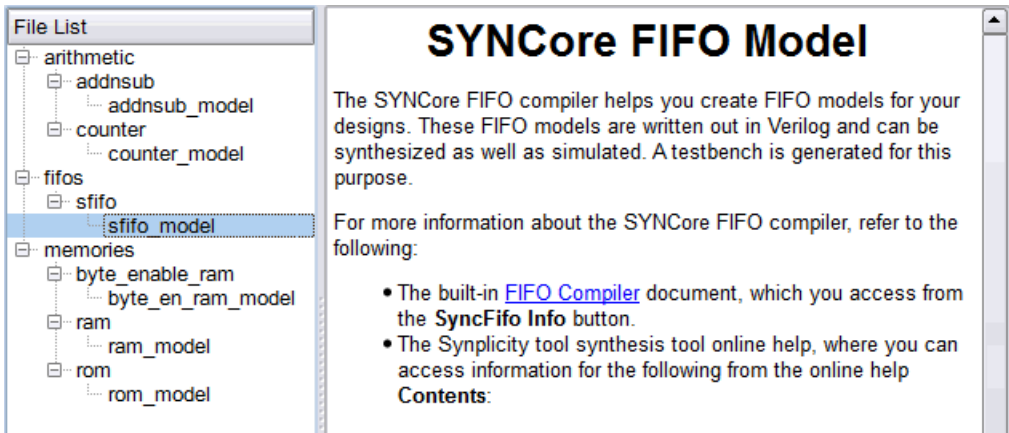 File List
arithmetic
addnsub
addnsub_model
counter
counter_model
fifos
sfifo
sfifo_model
memories
byte_enable_ram
byte_en_ram_model
ram
ram_model
rom
rom_model
SYNCore FIFO Model
The SYNCore FIFO compiler helps you create FIFO models for your
designs. These FIFO models are written out in Verilog and can be
synthesized as well as simulated. A testbench is generated for this
purpose.
For more information about the SYNCore FIFO compiler, refer to the
following:
• The built-in FIFO Compiler document, which you access from
the SyncFifo Info button.
• The Synplicity tool synthesis tool online help, where you can
access information for the following from the online help
Contents: